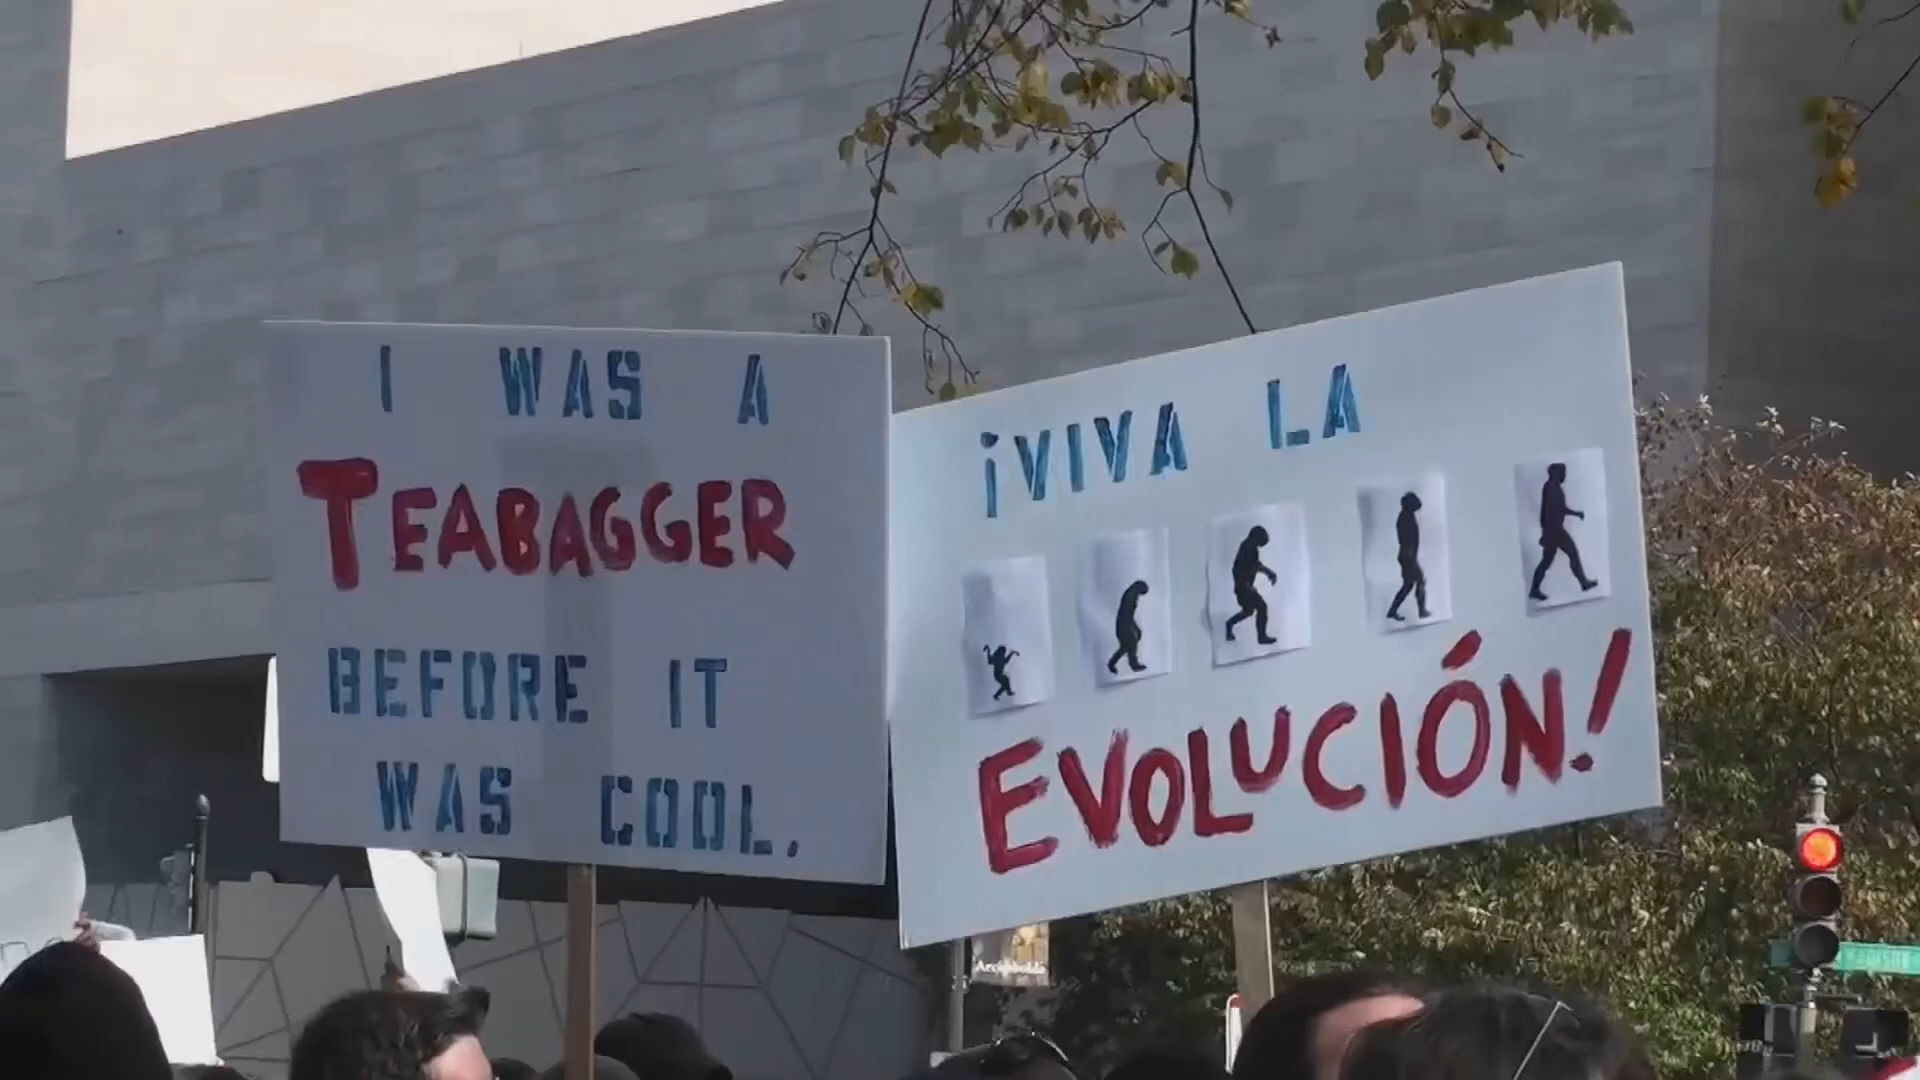 I WAS A
TEABAGGER
BEFORE IT
WAS COOL.
¡VIVA LA
EVOLUCIÓN!